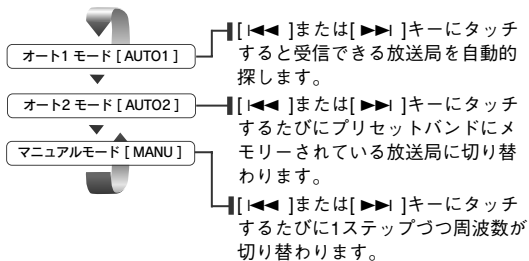 オート1 モード [ AUTO1 ]
[ |◀◀ ]または[ ▶▶| ]キーにタッチ
すると受信できる放送局を自動的
探します。
オート2 モード [ AUTO2 ]
[ |◀◀ ]または[ ▶▶| ]キーにタッチ
するたびにプリセットバンドにメ
モリーされている放送局に切り替
わります。
マニュアルモード [ MANU ]
[ |◀◀ ]または[ ▶▶| ]キーにタッチ
するたびに1ステップづつ周波数が
切り替わります。